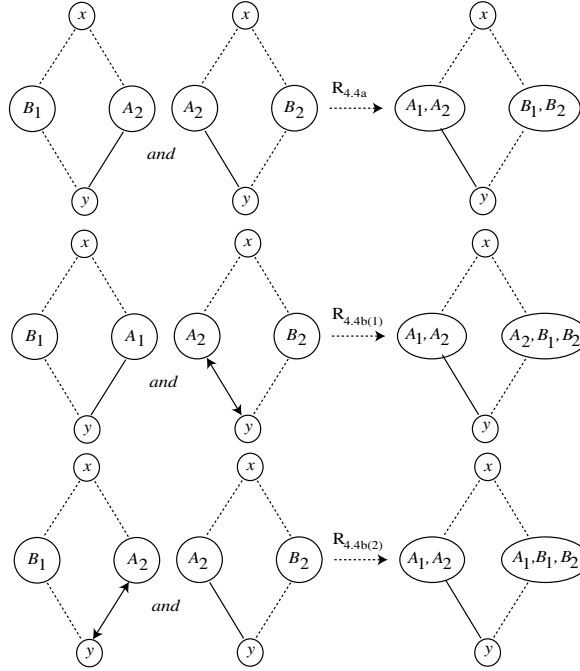 x x x
B1 A2 A2 B2 R4.4a A1, A2 B1, B2
and
y y y
x x x
B1 A1 A2 B2 R4.4b(1) A1, A2 A2, B1, B2
and
y y y
x x x
B1 A2 A2 B2 R4.4b(2) A1, A2 A1, B1, B2
and
y y y